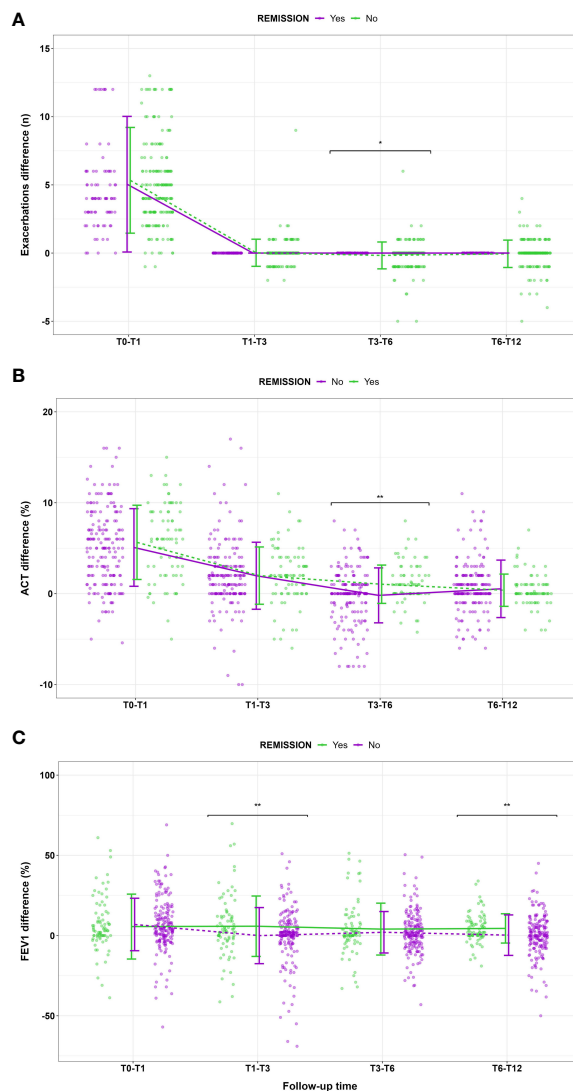 A
REMISSION Yes No
15
10
5
0
-5
Exacerbations difference (n)
*
T0-T1 T1-T3 T3-T6 T6-T12
B
REMISSION No Yes
20
10
0
-10
ACT difference (%)
**
T0-T1 T1-T3 T3-T6 T6-T12
C
REMISSION Yes No
100
50
0
-50
FEV1 difference (%)
** **
T0-T1 T1-T3 T3-T6 T6-T12
Follow-up time